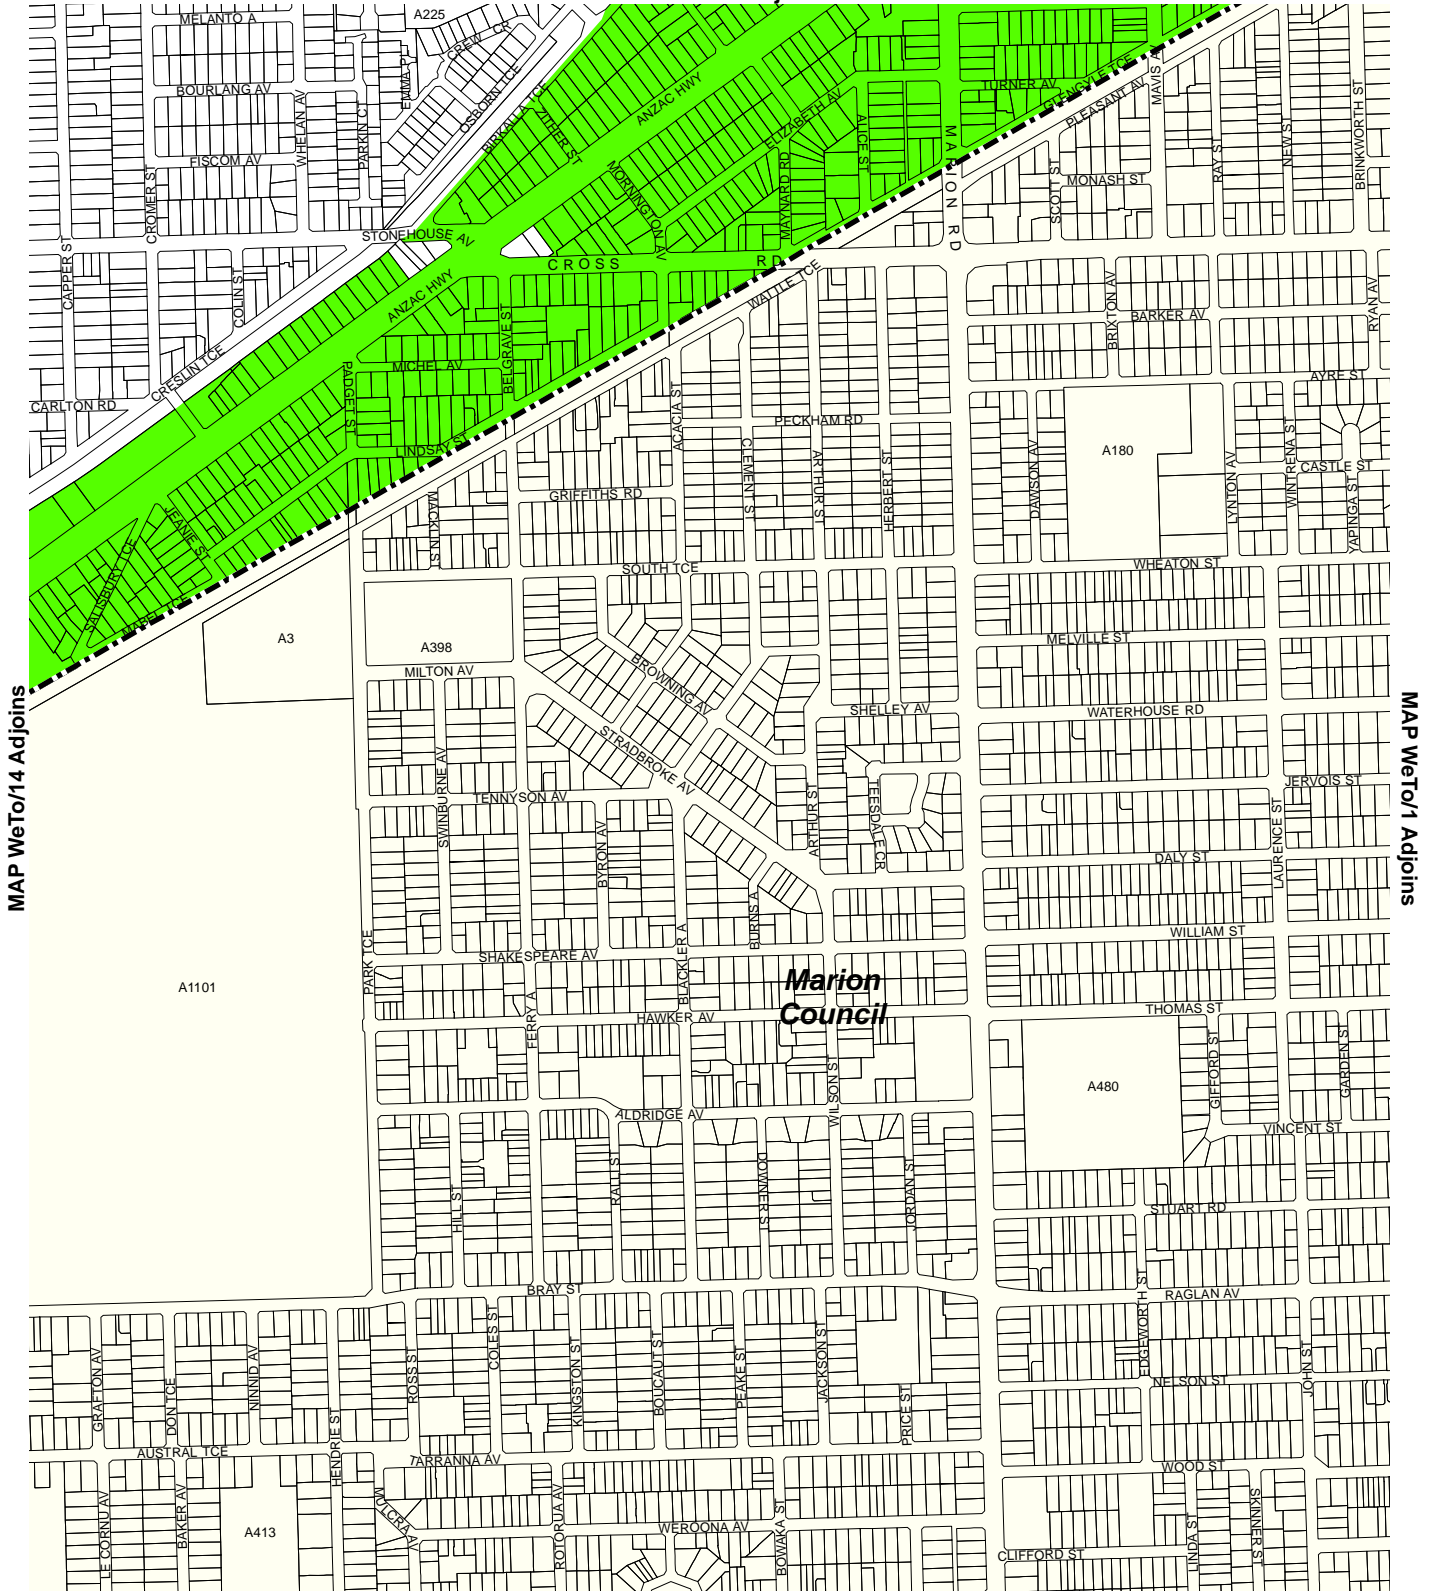 MELANTO A
A225
CREW CR
BOURLANG AV
EMMA PL
OSBORN TCE
BIRKALLA TCE
ZITHER ST
ANZAC HWY
ELIZABETH AV
ALICE ST
TURNER AV
GLENGYLE TCE
PLEASANT AV
MAVIS A
BRINKWORTH ST
WHELAN AV
PARKIN CT
FISCOM AV
CROMER ST
MORNINGTON AV
MAYNARD RD
MARION RD
SCOTT ST
MONASH ST
RAY ST
NEW ST
STONEHOUSE AV
CROSS RD
CAPPER ST
COLIN ST
ANZAC HWY
WATTLE TCE
BRIXTON AV
BARKER AV
RYAN AV
CRESLIN TCE
PADGET ST
MICHEL AV
BELGRAVE ST
CARLTON RD
LINDSAY ST
ACACIA ST
PECKHAM RD
AYRE ST
CLEMENT ST
ARTHUR ST
HERBERT ST
DAWSON AV
A180
LYNTON AV
WINTRENA ST
CASTLE ST
YAPINGA ST
MACKLIN S
GRIFFITHS RD
JEANIE ST
SALISBURY TCE
MABEL TCE
SOUTH TCE
WHEATON ST
A3
A398
MILTON AV
BROWNING AV
MELVILLE ST
SHELLEY AV
WATERHOUSE RD
MAP WeTo/14 Adjoins
MAP WeTo/1 Adjoins
SWINBURNE AV
STRADBROKE AV
TENNYSON AV
ARTHUR ST
TEESDALE CR
JERVOIS ST
LAURENCE ST
BYRON AV
DALY ST
BURNS A
BLACKLER A
PARK TCE
SHAKESPEARE AV
WILLIAM ST
A1101
Marion
Council
FERRY A
HAWKER AV
THOMAS ST
WILSON ST
A480
GIFFORD ST
GARDEN S
ALDRIDGE AV
VINCENT ST
HILL ST
RALLI ST
DOWNER S
JORDAN ST
STUART RD
BRAY ST
RAGLAN AV
EDGEWORTH ST
GRAFTON AV
DON TCE
NINNID AV
HENDRIE ST
ROSS ST
COLES ST
KINGSTON ST
BOUCAUT ST
PEAKE ST
JACKSON ST
PRICE ST
NELSON ST
JOHN ST
AUSTRAL TCE
TARRANNA AV
WOOD ST
LE CORNU AV
BAKER AV
A413
MULCRA AV
ROTORUA AV
WEROONA AV
BOWAKA ST
CLIFFORD ST
LINDA ST
SKINNER S